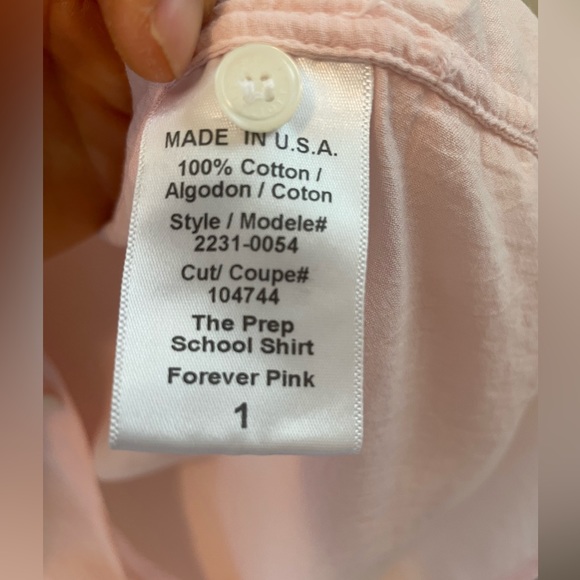 MADE IN U.S.A.
100% Cotton /
Algodon / Coton
Style / Modele#
2231-0054
Cut/ Coupe#
104744
The Prep
School Shirt
Forever Pink
1